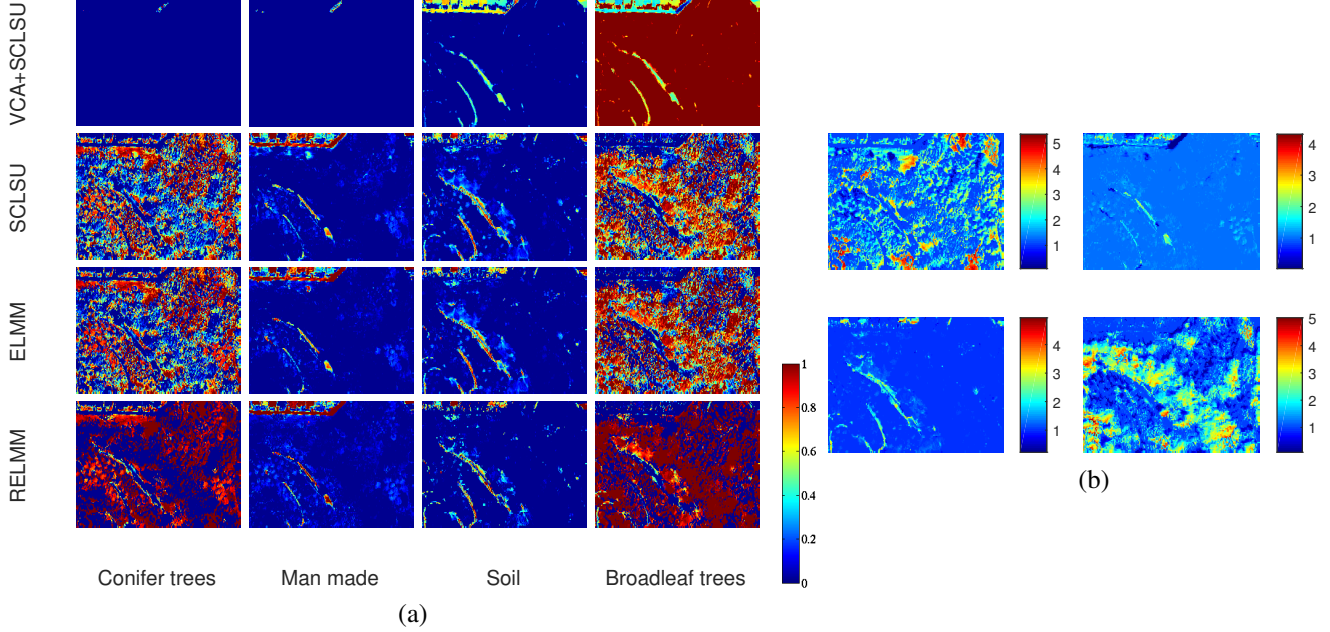 VCA+SCLSU
SCLSU
ELMM
RELMM
Conifer trees
Man made
Soil
Broadleaf trees
1
0.8
0.6
0.4
0.2
0
(a)
5
4
3
2
1
4
3
2
1
4
3
2
1
5
4
3
2
1
(b)